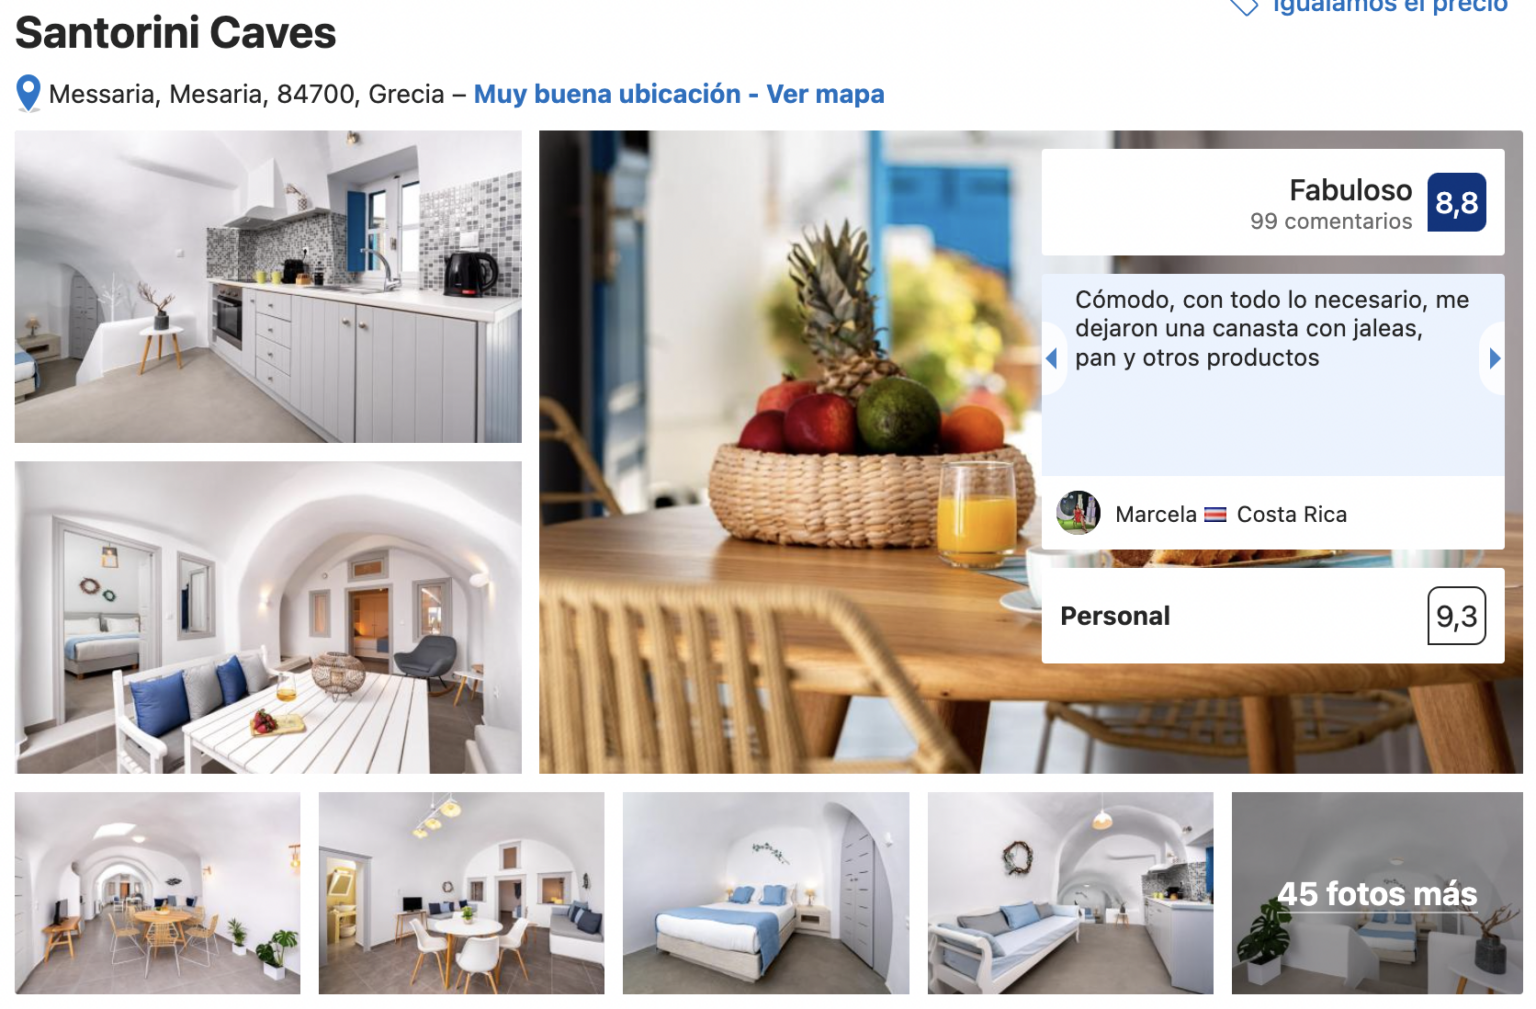 Igualamos el precio
Santorini Caves
Messaria, Mesaria, 84700, Grecia – Muy buena ubicación - Ver mapa
Fabuloso
99 comentarios
8,8
Cómodo, con todo lo necesario, me
dejaron una canasta con jaleas,
pan y otros productos
Marcela Costa Rica
Personal
9,3
45 fotos más